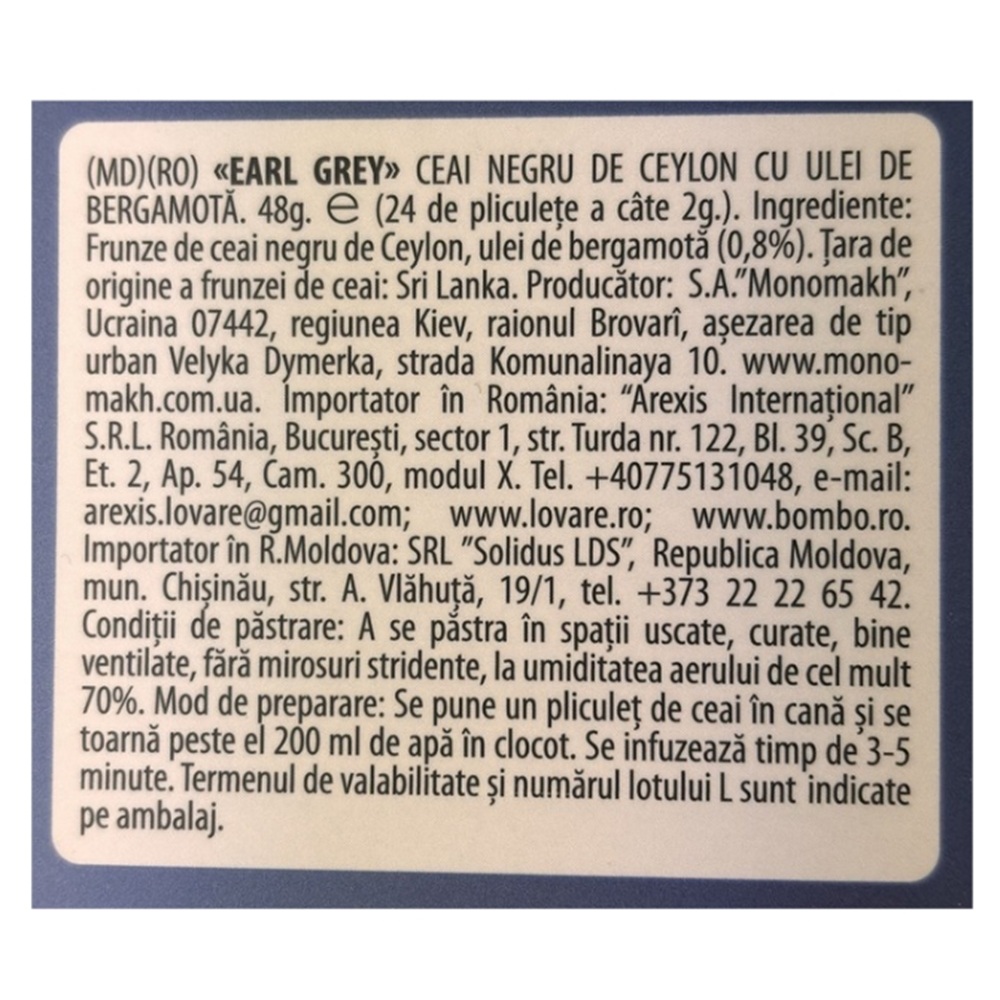 (MD)(RO) «EARL GREY» CEAI NEGRU DE CEYLON CU ULEI DE
BERGAMOTĂ. 48g. ℮ (24 de pliculețe a câte 2g.). Ingrediente:
Frunze de ceai negru de Ceylon, ulei de bergamotă (0,8%). Țara de
origine a frunzei de ceai: Sri Lanka. Producător: S.A."Monomakh",
Ucraina 07442, regiunea Kiev, raionul Brovarî, așezarea de tip
urban Velyka Dymerka, strada Komunalinaya 10. www.mono-
makh.com.ua. Importator în România: “Arexis Internațional”
S.R.L. România, București, sector 1, str. Turda nr. 122, Bl. 39, Sc. B,
Et. 2, Ap. 54, Cam. 300, modul X. Tel. +40775131048, e-mail:
arexis.lovare@gmail.com; www.lovare.ro; www.bombo.ro.
Importator în R.Moldova: SRL "Solidus LDS", Republica Moldova,
mun. Chișinău, str. A. Vlăhuță, 19/1, tel. +373 22 22 65 42.
Condiții de păstrare: A se păstra în spații uscate, curate, bine
ventilate, fără mirosuri stridente, la umiditatea aerului de cel mult
70%. Mod de preparare: Se pune un pliculeț de ceai în cană și se
toarnă peste el 200 ml de apă în clocot. Se infuzează timp de 3-5
minute. Termenul de valabilitate și numărul lotului L sunt indicate
pe ambalaj.